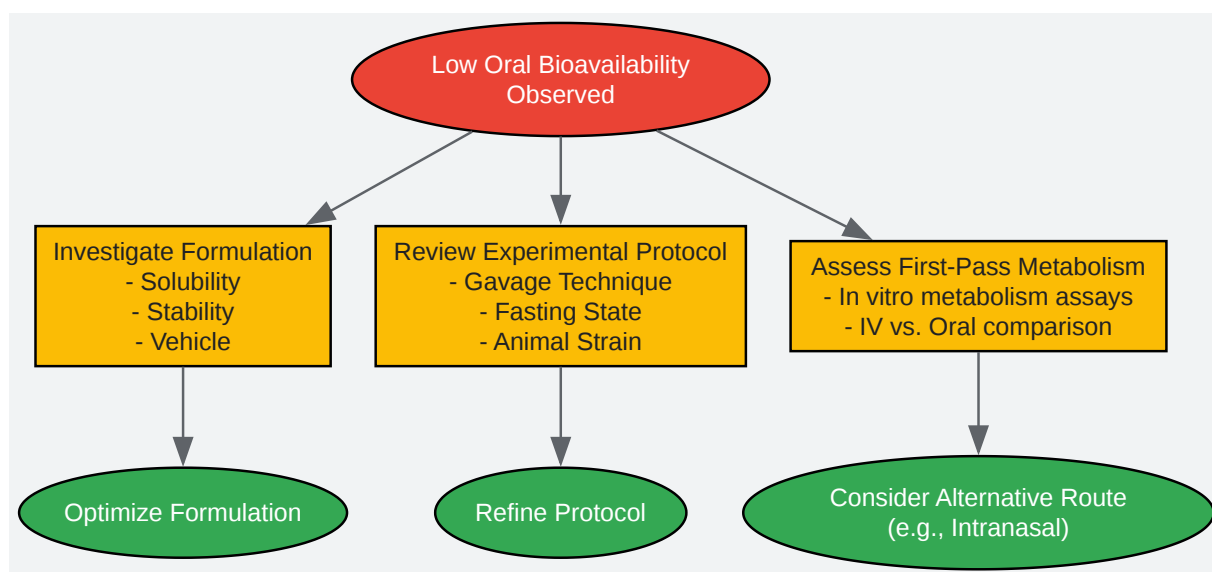 Low Oral Bioavailability
Observed
Investigate Formulation
- Solubility
- Stability
- Vehicle
Review Experimental Protocol
- Gavage Technique
- Fasting State
- Animal Strain
Assess First-Pass Metabolism
- In vitro metabolism assays
- IV vs. Oral comparison
Optimize Formulation
Refine Protocol
Consider Alternative Route
(e.g., Intranasal)